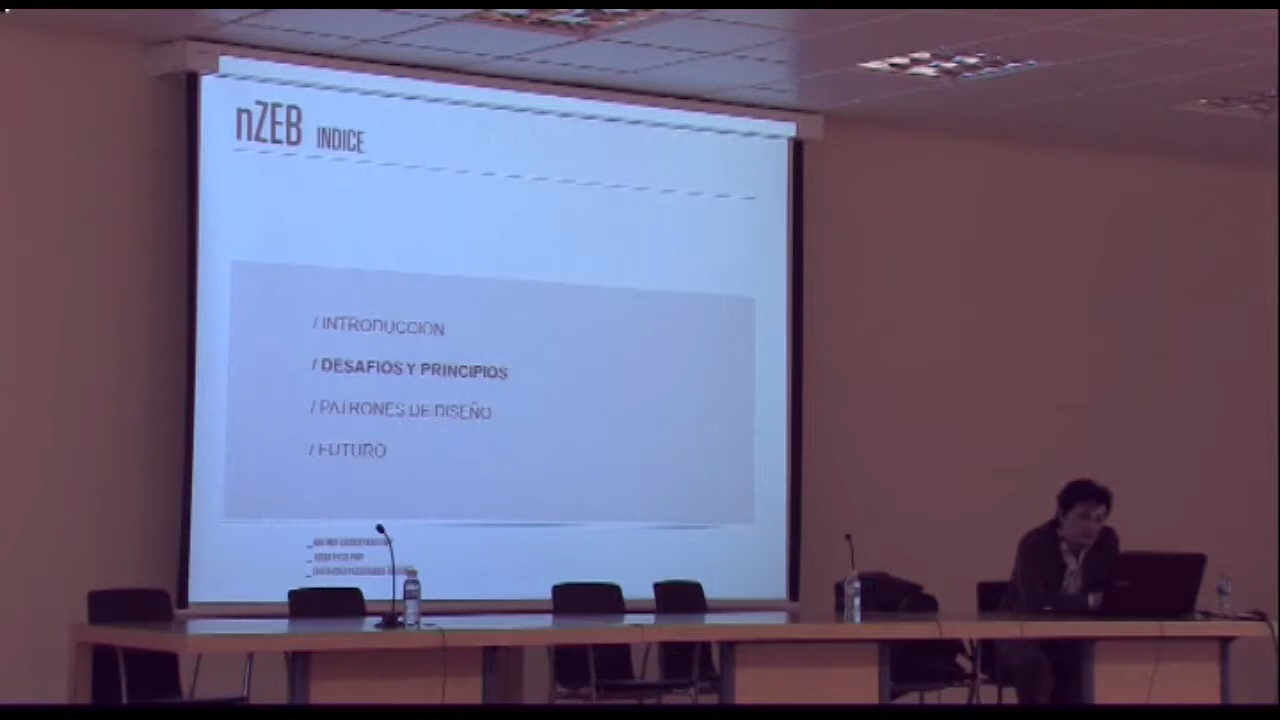 nZEB INDICE
/ INTRODUCCION
/ DESAFIOS Y PRINCIPIOS
/ PATRONES DE DISEÑO
/ FUTURO